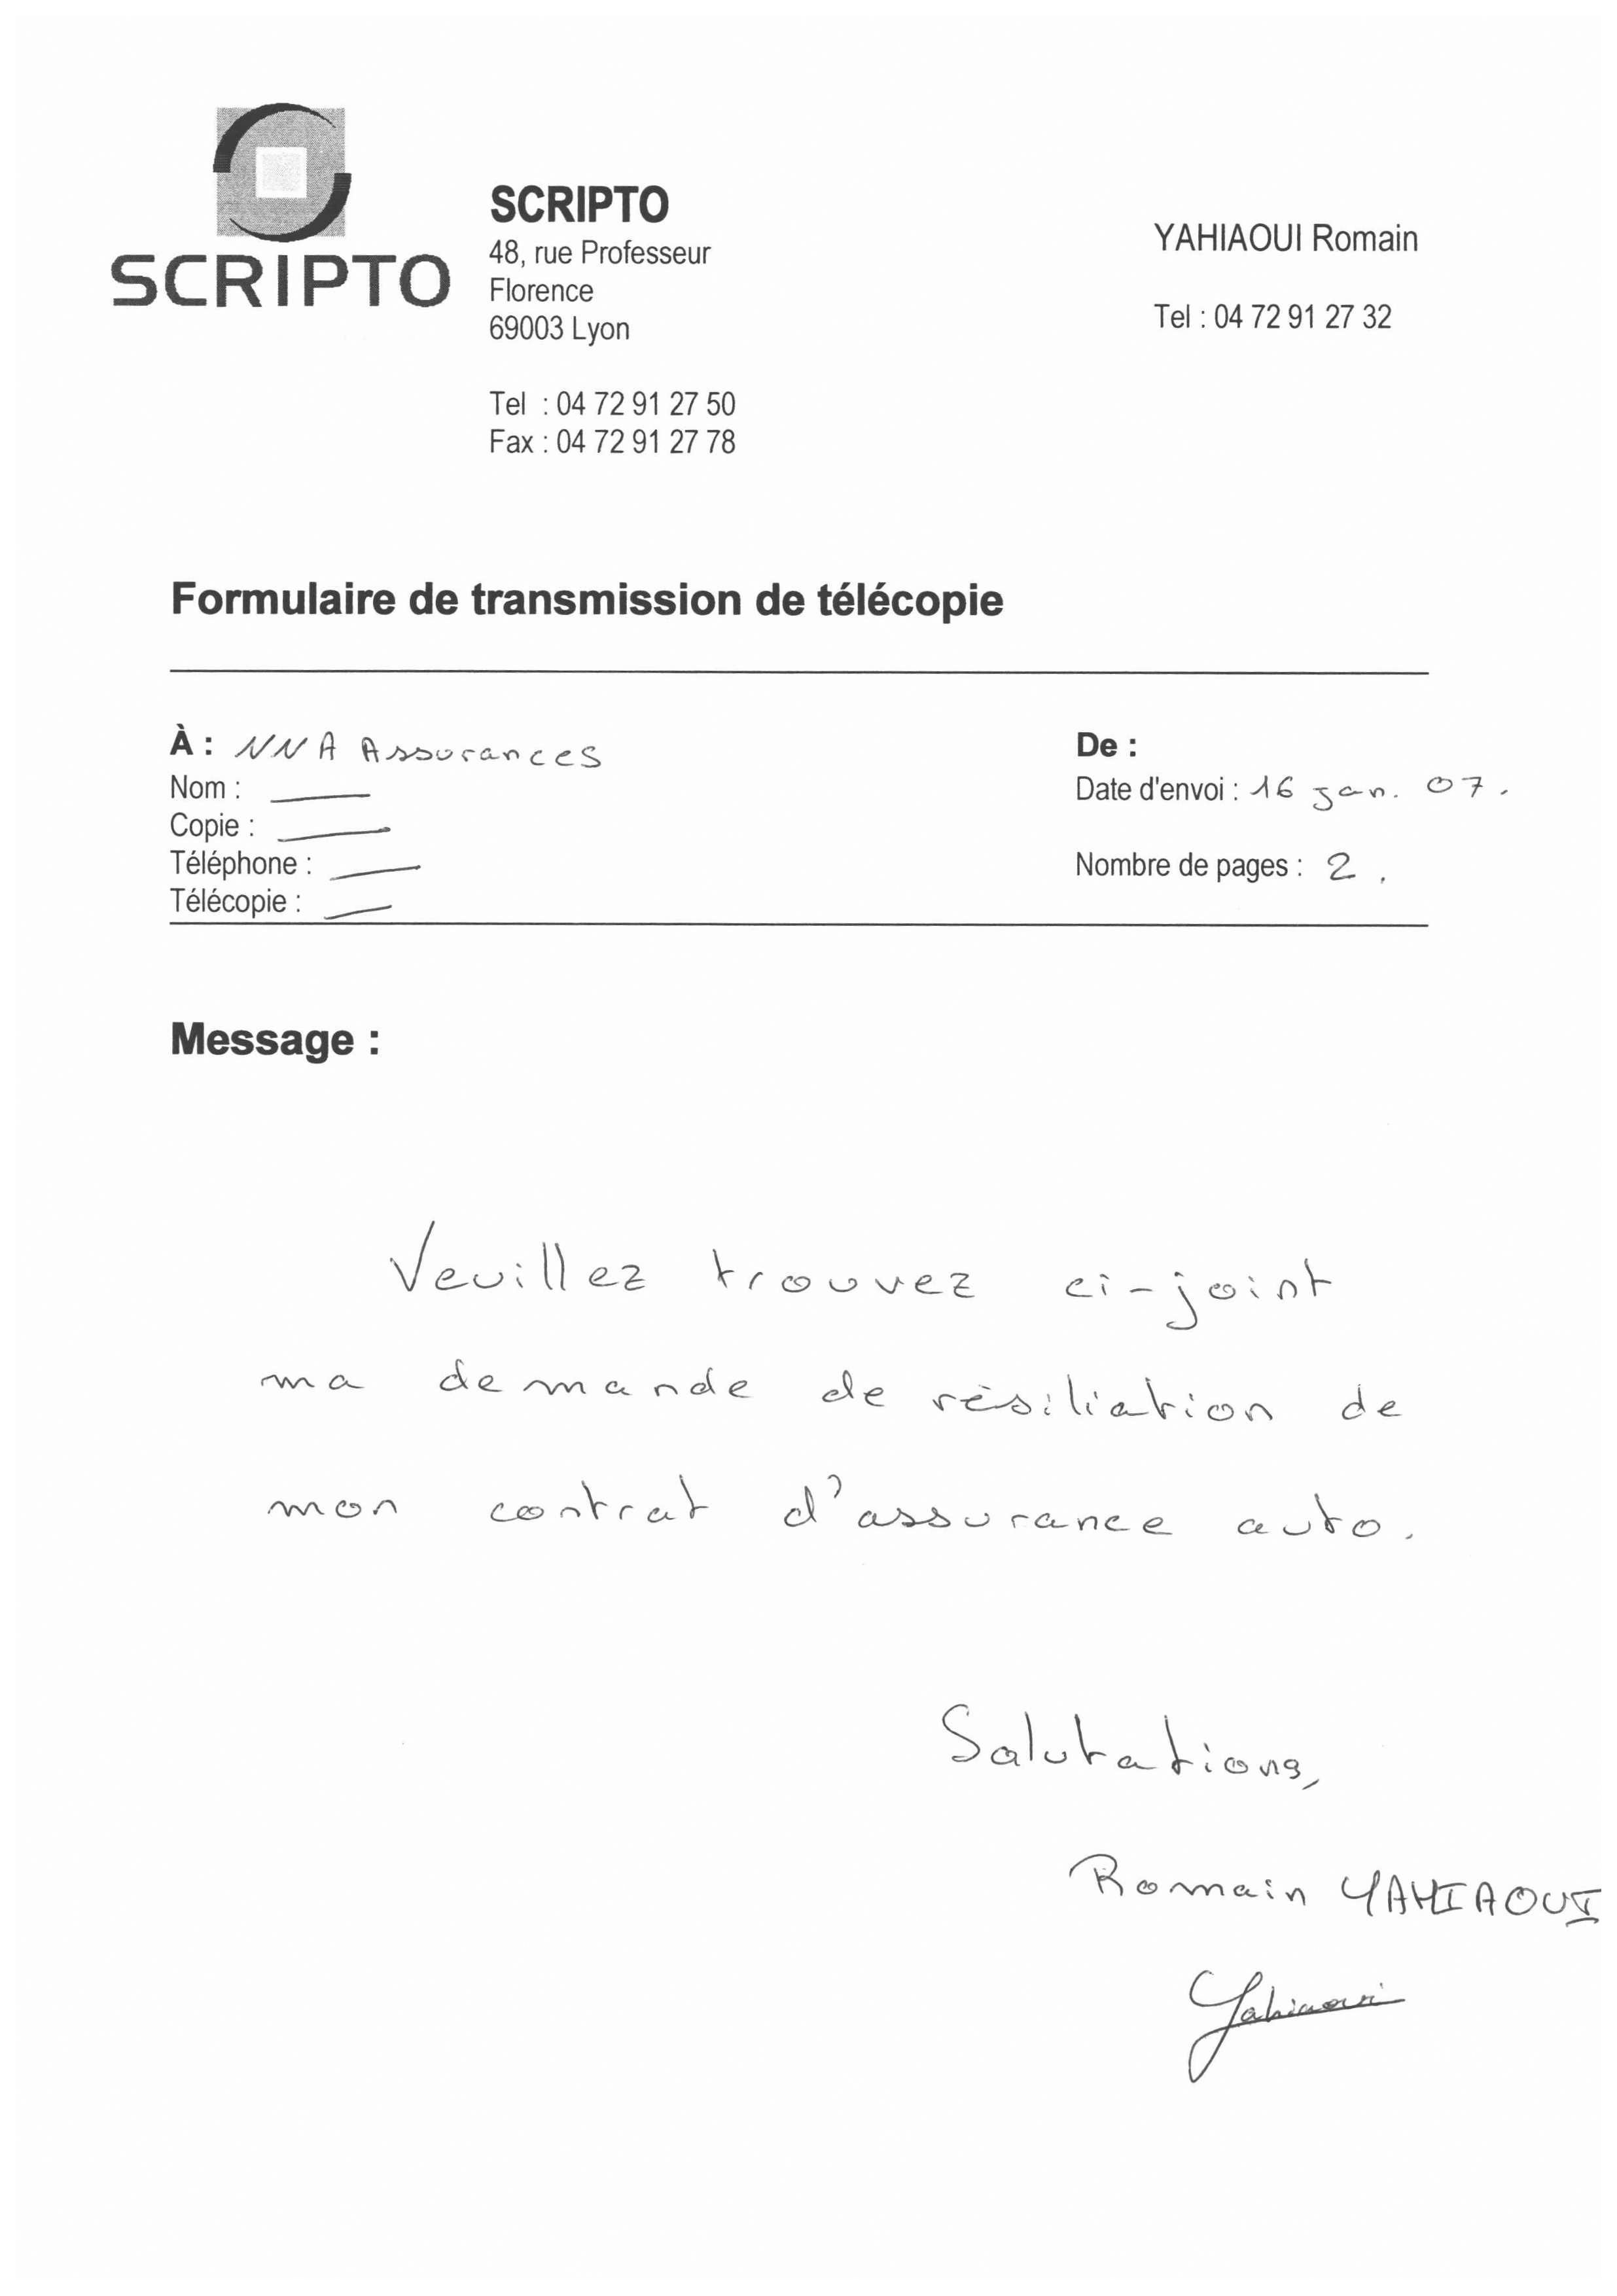 SCRIPTO
SCRIPTO
48, rue Professeur
Florence
69003 Lyon
Tel : 04 72 91 27 50
Fax : 04 72 91 27 78
YAHIAOUI Romain
Tel : 04 72 91 27 32
Formulaire de transmission de télécopie
À : NNA Assurances
Nom :
Copie :
Téléphone :
Télécopie :
De :
Date d'envoi : 16 jan. 07.
Nombre de pages : 2.
Message :
Veuillez trouvez ci-joint
ma demande de résiliation de
mon contrat d'assurance auto.
Salutations,
Romain YAHIAOUI
Yahiaoui